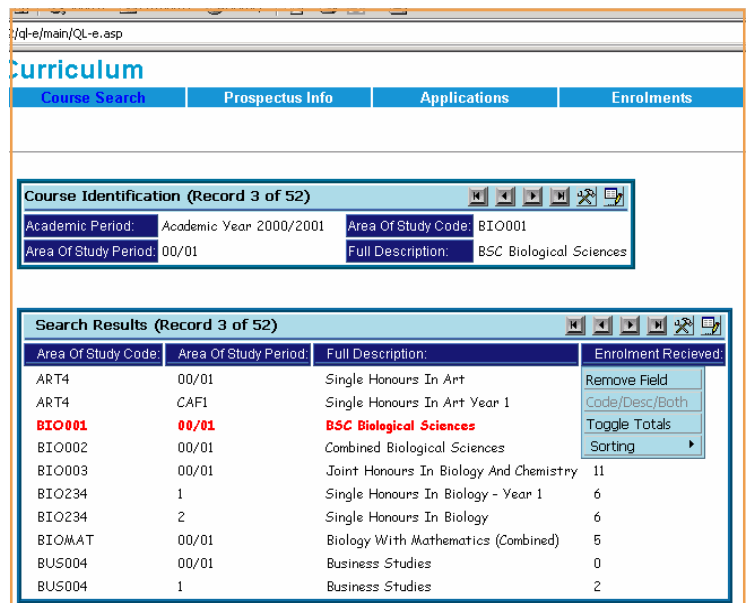 /ql-e/main/QL-e.asp
Curriculum
Course Search Prospectus Info Applications Enrolments
Course Identification (Record 3 of 52)
Academic Period: Academic Year 2000/2001 Area Of Study Code: BIO001
Area Of Study Period: 00/01 Full Description: BSC Biological Sciences
Search Results (Record 3 of 52)
Area Of Study Code: Area Of Study Period: Full Description: Enrolment Recieved:
ART4 00/01 Single Honours In Art Remove Field
ART4 CAF1 Single Honours In Art Year 1 Code/Desc/Both
BIO001 00/01 BSC Biological Sciences Toggle Totals
BIO002 00/01 Combined Biological Sciences Sorting
BIO003 00/01 Joint Honours In Biology And Chemistry 11
BIO234 1 Single Honours In Biology - Year 1 6
BIO234 2 Single Honours In Biology 6
BIOMAT 00/01 Biology With Mathematics (Combined) 5
BUS004 00/01 Business Studies 0
BUS004 1 Business Studies 2